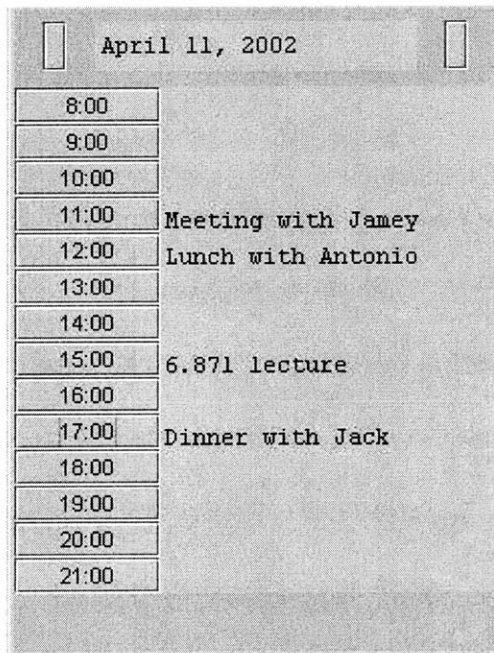 April 11, 2002
8:00
9:00
10:00
11:00 Meeting with Jamey
12:00 Lunch with Antonio
13:00
14:00
15:00 6.871 lecture
16:00
17:00 Dinner with Jack
18:00
19:00
20:00
21:00